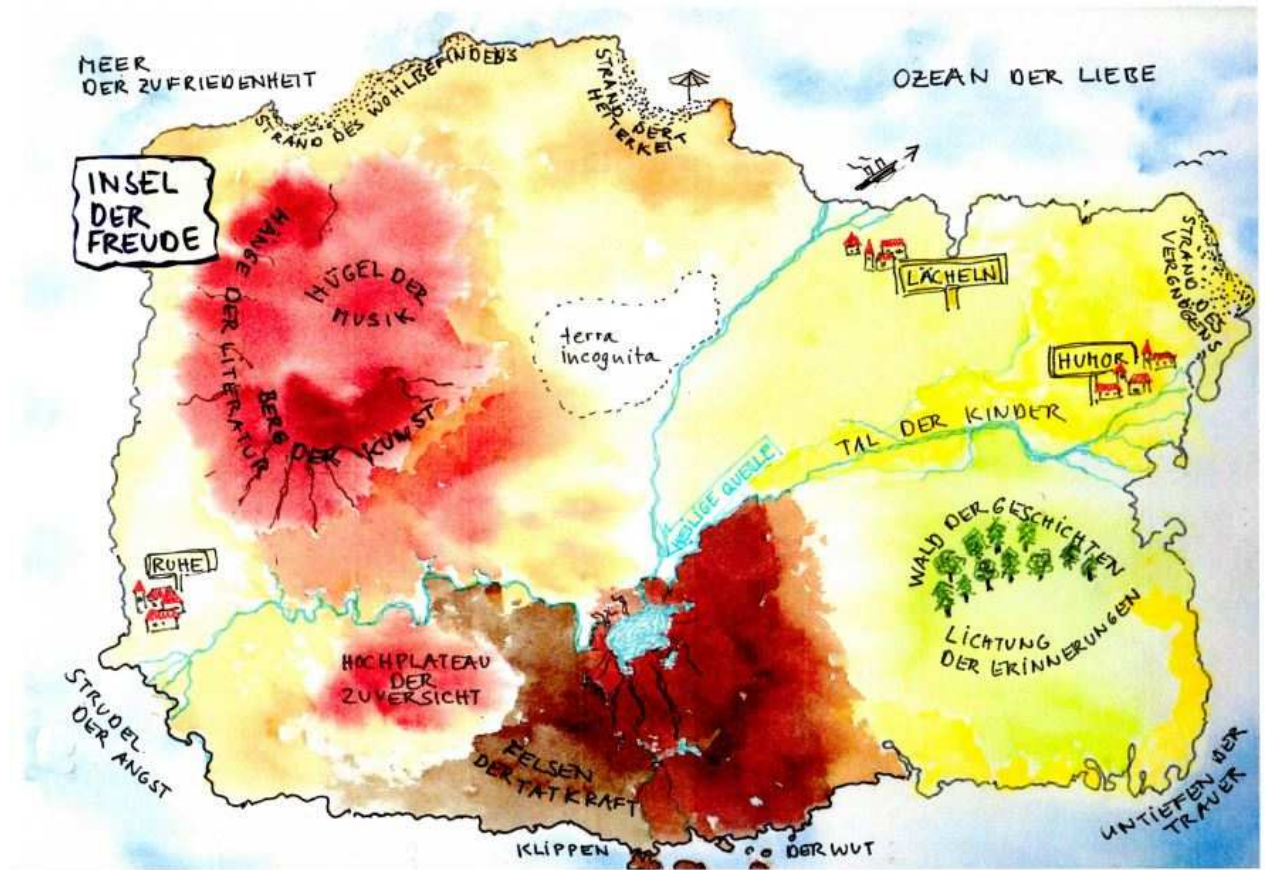 MEER
DER ZUFRIEDENHEIT
STRAND DES WOHLBEFINDENS
STRAND DER
HEITERKEIT
OZEAN DER LIEBE
INSEL
DER
FREUDE
HÄNGE DER LITERATUR
HÜGEL DER
MUSIK
BERG DER KUNST
terra
incognita
LÄCHELN
STRAND DES
VERGNÜGENS
HUMOR
TAL DER KINDER
HEILIGE QUELLE
WALD DER GESCHICHTEN
LICHTUNG
DER ERINNERUNGEN
RUHE
HOCHPLATEAU
DER
ZUVERSICHT
STRUDEL
DER ANGST
FELSEN
DER TATKRAFT
KLIPPEN DER WUT
UNTIEFEN DER
TRAUER